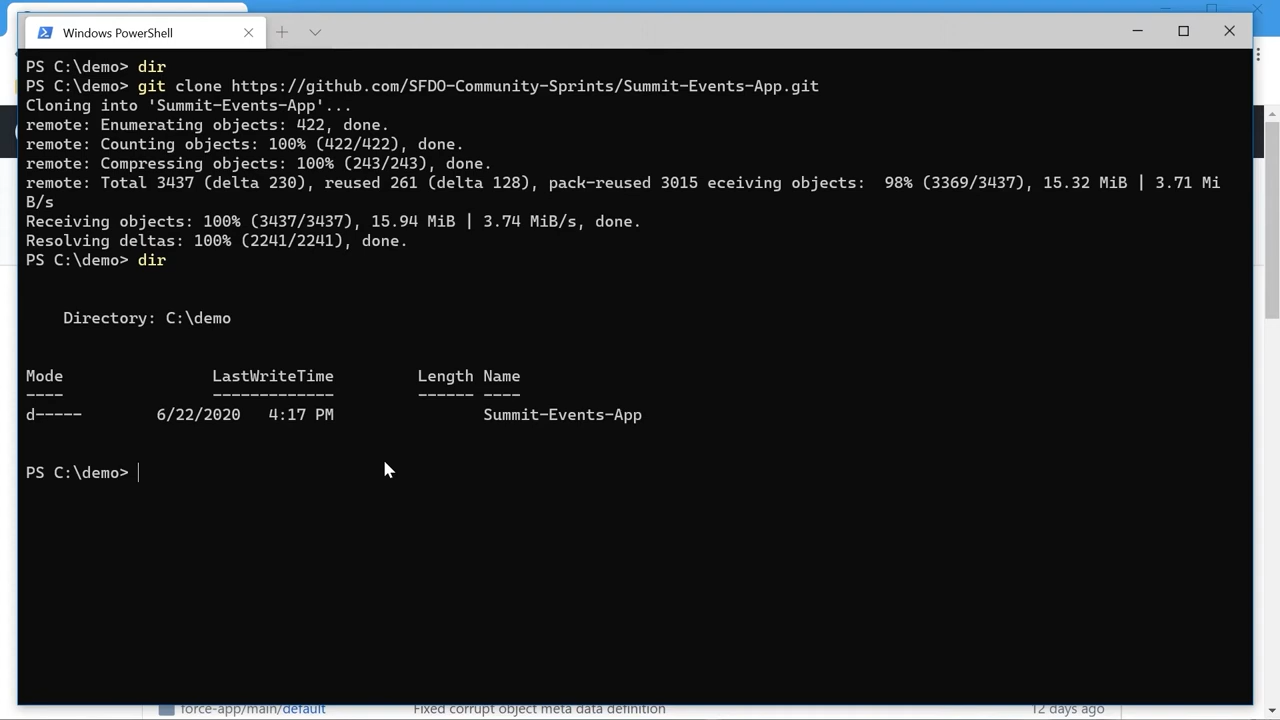 Windows PowerShell
PS C:\demo> dir
PS C:\demo> git clone https://github.com/SFDO-Community-Sprints/Summit-Events-App.git
Cloning into 'Summit-Events-App'...
remote: Enumerating objects: 422, done.
remote: Counting objects: 100% (422/422), done.
remote: Compressing objects: 100% (243/243), done.
remote: Total 3437 (delta 230), reused 261 (delta 128), pack-reused 3015 eceiving objects:  98% (3369/3437), 15.32 MiB | 3.71 Mi
B/s
Receiving objects: 100% (3437/3437), 15.94 MiB | 3.74 MiB/s, done.
Resolving deltas: 100% (2241/2241), done.
PS C:\demo> dir
Directory: C:\demo
Mode LastWriteTime Length Name
---- ------------- ------ ----
d----- 6/22/2020 4:17 PM Summit-Events-App
PS C:\demo>
force-app/main/default Fixed corrupt object meta data definition 12 days ago